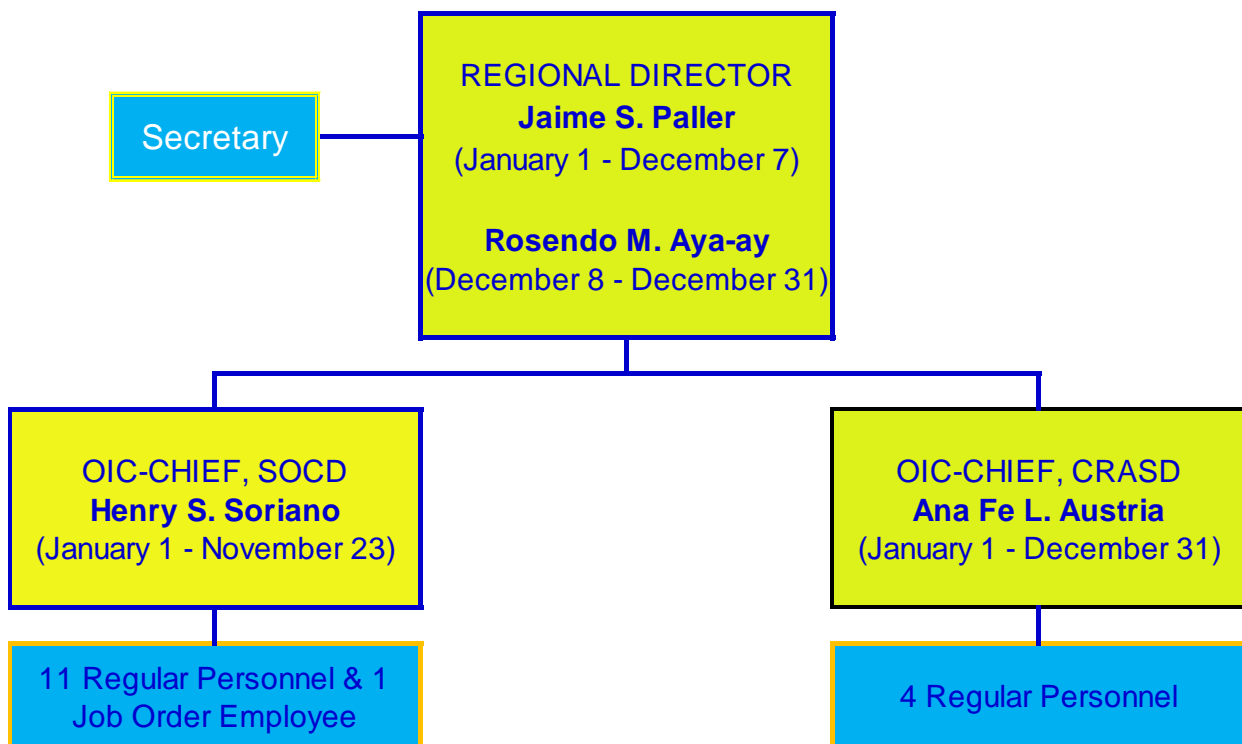 REGIONAL DIRECTOR
Jaime S. Paller
(January 1 - December 7)
Rosendo M. Aya-ay
(December 8 - December 31)
Secretary
OIC-CHIEF, SOCD
Henry S. Soriano
(January 1 - November 23)
OIC-CHIEF, CRASD
Ana Fe L. Austria
(January 1 - December 31)
11 Regular Personnel & 1
Job Order Employee
4 Regular Personnel